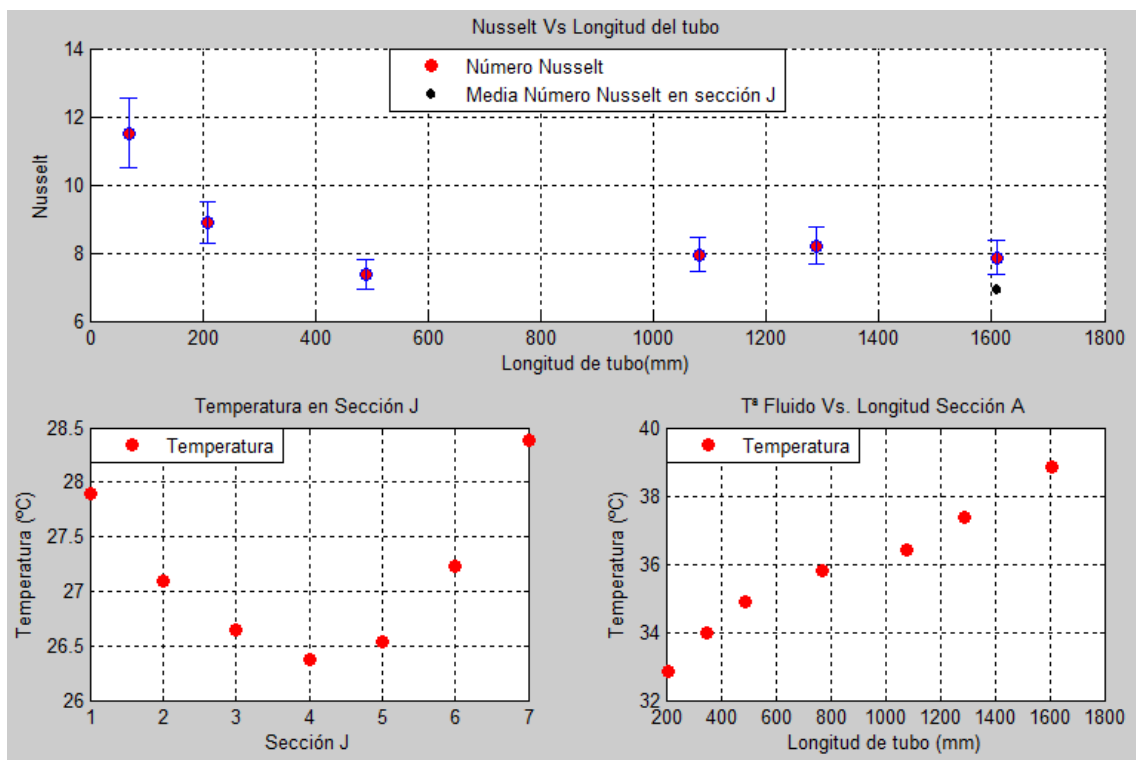 Nusselt Vs Longitud del tubo
14
12
10
8
6
Nusselt
Número Nusselt
Media Número Nusselt en sección J
0 200 400 600 800 1000 1200 1400 1600 1800
Longitud de tubo(mm)
Temperatura en Sección J
28.5
28
27.5
27
26.5
26
Temperatura (ºC)
Temperatura
1 2 3 4 5 6 7
Sección J
Tª Fluido Vs. Longitud Sección A
40
38
36
34
32
Temperatura (ºC)
Temperatura
200 400 600 800 1000 1200 1400 1600 1800
Longitud de tubo (mm)